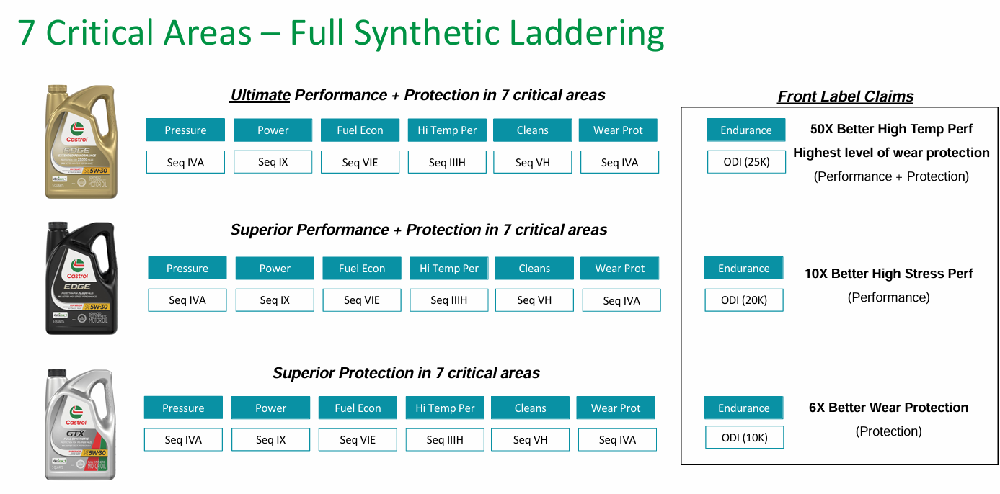 7 Critical Areas – Full Synthetic Laddering
Ultimate Performance + Protection in 7 critical areas
Front Label Claims
Pressure Power Fuel Econ Hi Temp Per Cleans Wear Prot Endurance
50X Better High Temp Perf
Highest level of wear protection
(Performance + Protection)
Seq IVA Seq IX Seq VIE Seq IIIH Seq VH Seq IVA ODI (25K)
Castrol
EDGE
EXTENDED PERFORMANCE
5W-30
5 QUARTS
MOTOR OIL
Superior Performance + Protection in 7 critical areas
Pressure Power Fuel Econ Hi Temp Per Cleans Wear Prot Endurance
10X Better High Stress Perf
(Performance)
Seq IVA Seq IX Seq VIE Seq IIIH Seq VH Seq IVA ODI (20K)
Castrol
EDGE
5W-30
5 QUARTS
MOTOR OIL
Superior Protection in 7 critical areas
Pressure Power Fuel Econ Hi Temp Per Cleans Wear Prot Endurance
6X Better Wear Protection
(Protection)
Seq IVA Seq IX Seq VIE Seq IIIH Seq VH Seq IVA ODI (10K)
Castrol
GTX
FULL SYNTHETIC
5W-30
5 QUARTS
MOTOR OIL